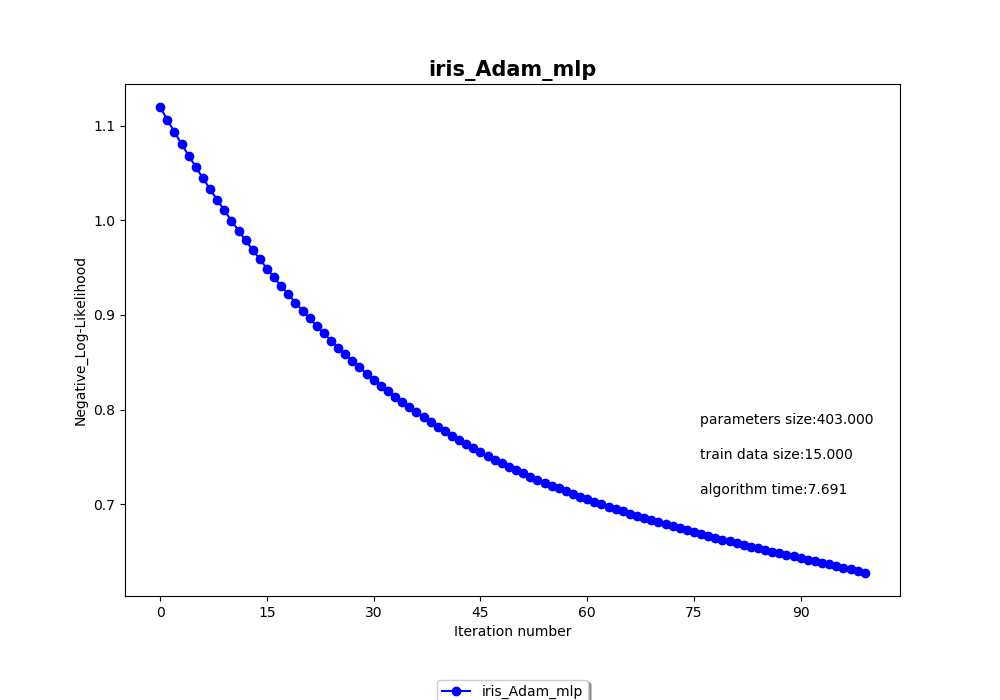 iris_Adam_mlp
1.1
1.0
0.9
0.8
0.7
Negative_Log-Likelihood
parameters size:403.000
train data size:15.000
algorithm time:7.691
0 15 30 45 60 75 90
Iteration number
iris_Adam_mlp